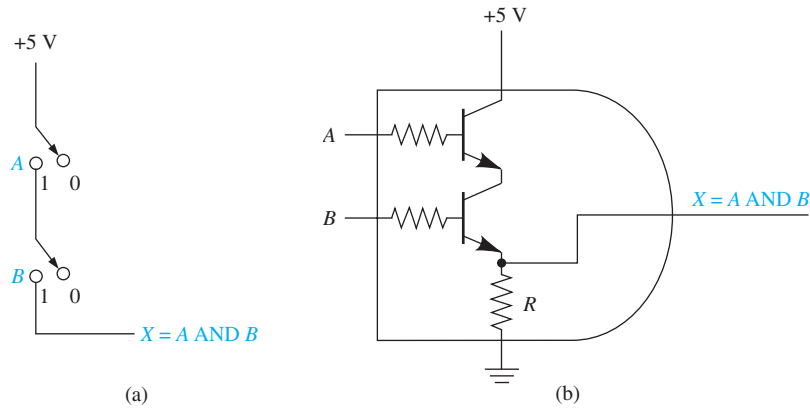 +5 V
A
1 0
B
1 0
X = A AND B
(a)
+5 V
A
B
R
X = A AND B
(b)